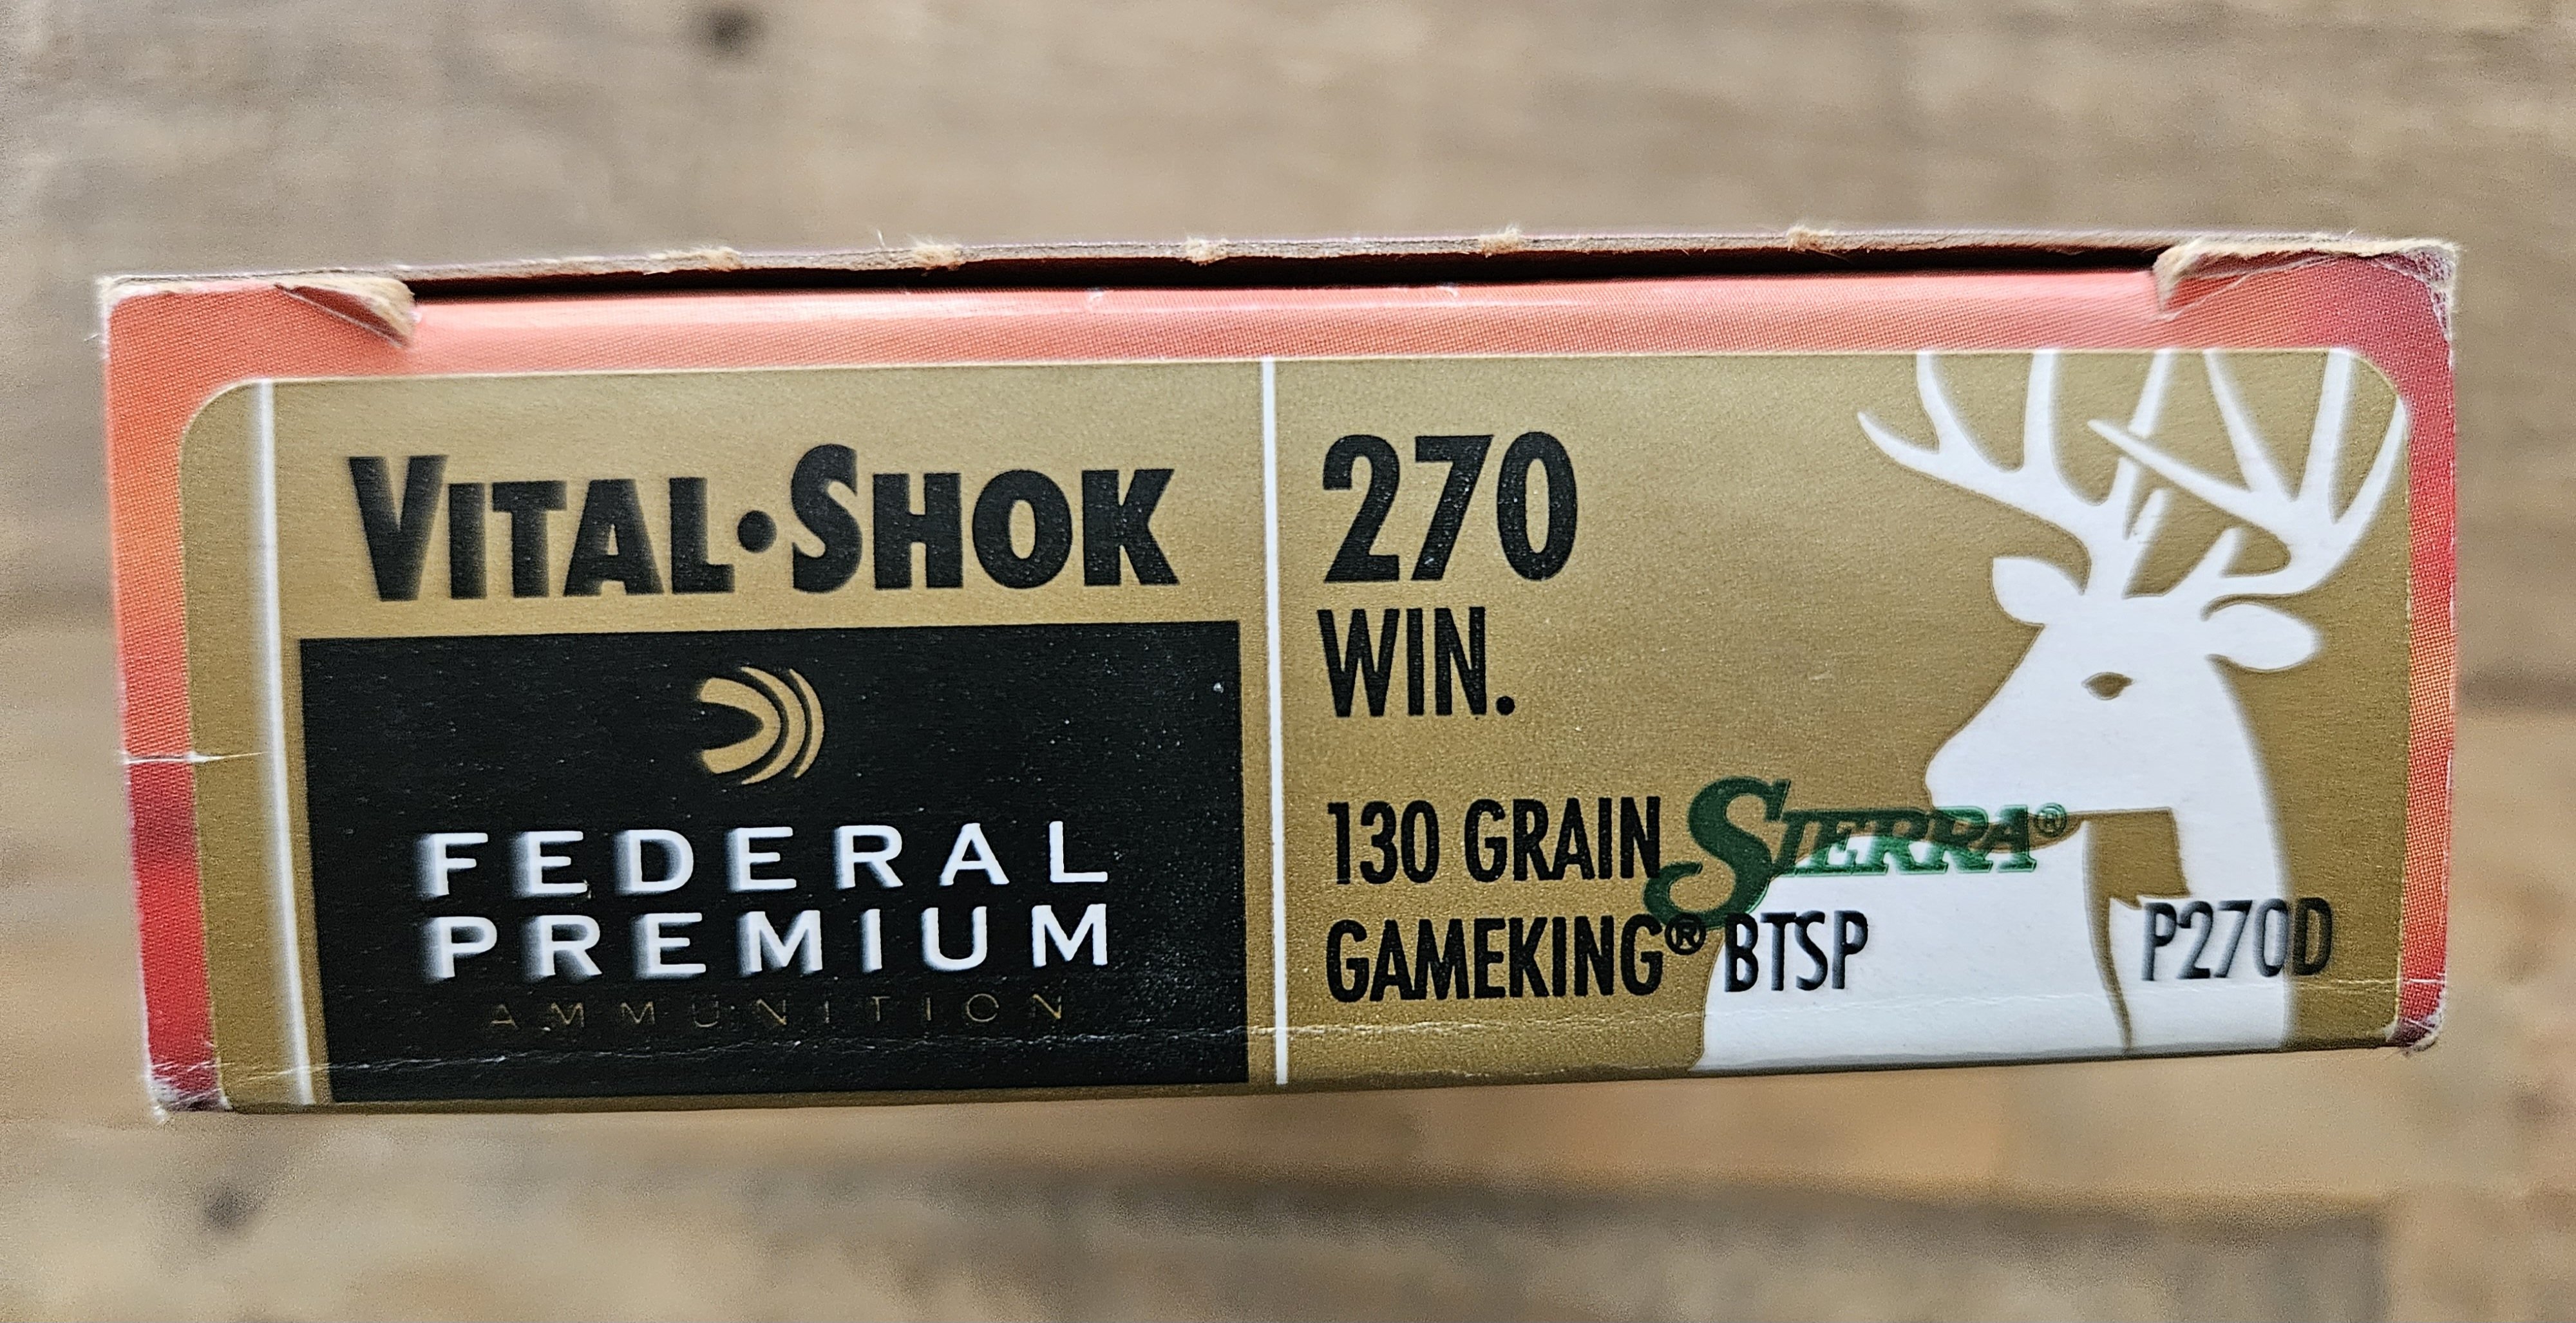 VITAL•SHOK
FEDERAL
PREMIUM
AMMUNITION
270
WIN.
130 GRAIN SIERRA®
GAMEKING® BTSP
P270D